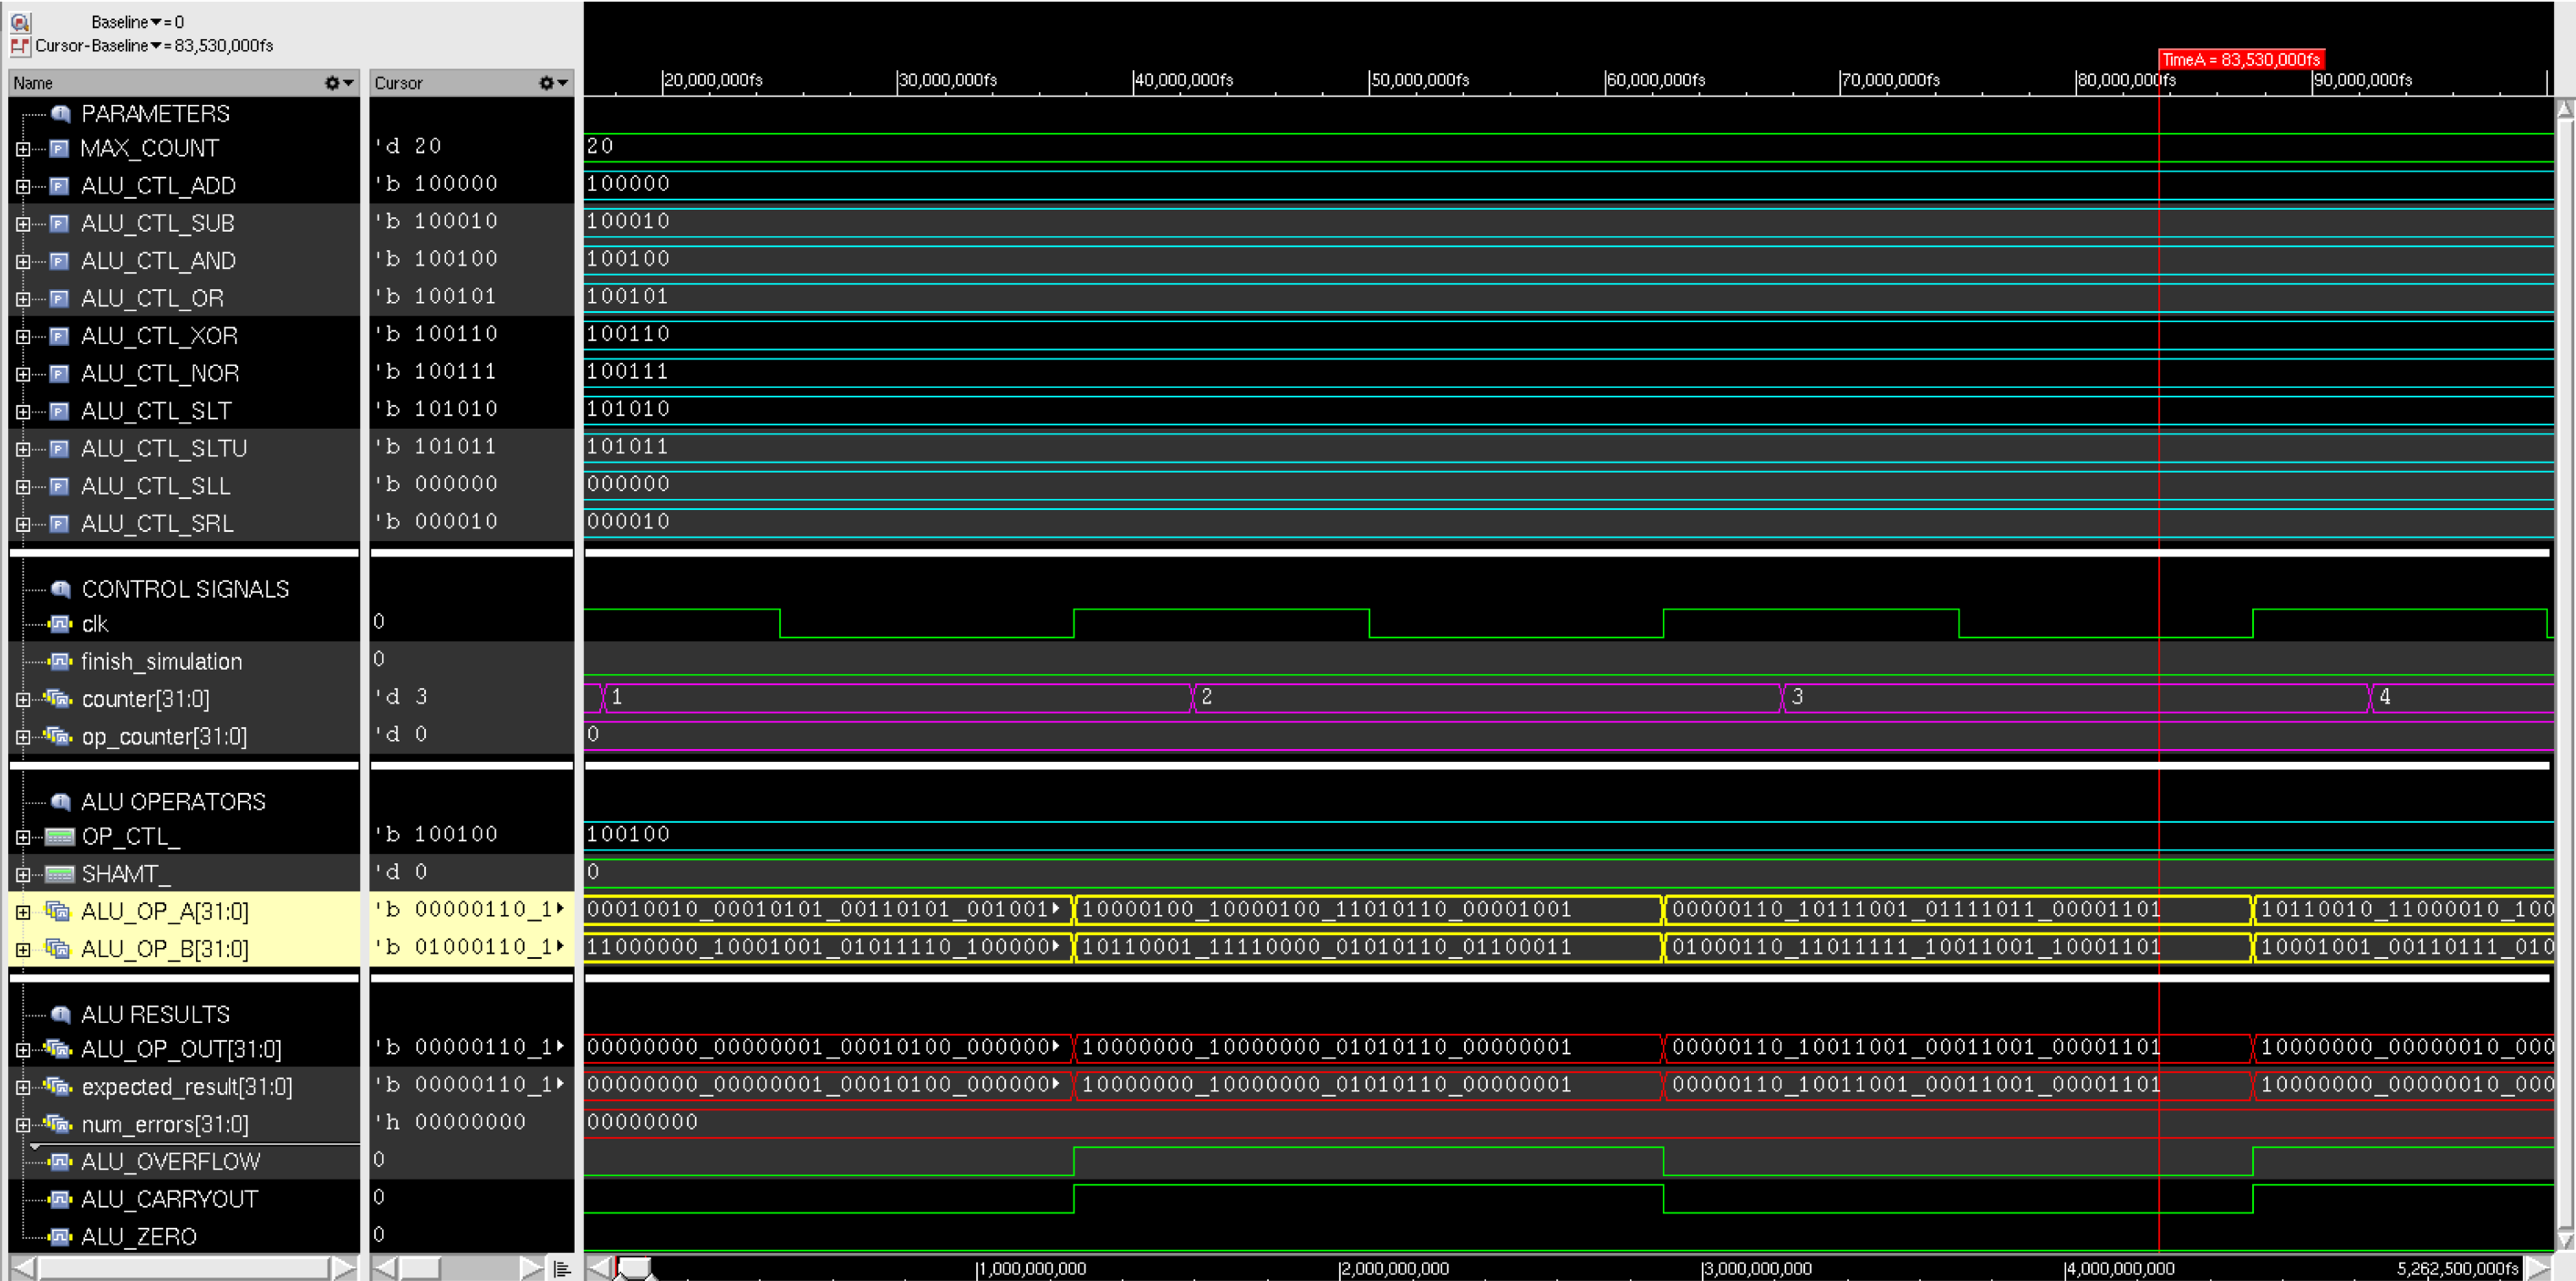 Baseline▼= 0
Cursor-Baseline▼= 83,530,000fs
TimeA = 83,530,000fs
Name Cursor 20,000,000fs 30,000,000fs 40,000,000fs 50,000,000fs 60,000,000fs 70,000,000fs 80,000,000fs 90,000,000fs
PARAMETERS
MAX_COUNT 'd 20 20
ALU_CTL_ADD 'b 100000 100000
ALU_CTL_SUB 'b 100010 100010
ALU_CTL_AND 'b 100100 100100
ALU_CTL_OR 'b 100101 100101
ALU_CTL_XOR 'b 100110 100110
ALU_CTL_NOR 'b 100111 100111
ALU_CTL_SLT 'b 101010 101010
ALU_CTL_SLTU 'b 101011 101011
ALU_CTL_SLL 'b 000000 000000
ALU_CTL_SRL 'b 000010 000010
CONTROL SIGNALS
clk 0
finish_simulation 0
counter[31:0] 'd 3 1 2 3 4
op_counter[31:0] 'd 0 0
ALU OPERATORS
OP_CTL_ 'b 100100 100100
SHAMT_ 'd 0 0
ALU_OP_A[31:0] 'b 00000110_1 00010010_00010101_00110101_001001 10000100_10000100_11010110_00001001 00000110_10111001_01111011_00001101 10110010_11000010_100
ALU_OP_B[31:0] 'b 01000110_1 11000000_10001001_01011110_100000 10110001_11110000_01010110_01100011 01000110_11011111_10011001_10001101 10001001_00110111_010
ALU RESULTS
ALU_OP_OUT[31:0] 'b 00000110_1 00000000_00000001_00010100_000000 10000000_10000000_01010110_00000001 00000110_10011001_00011001_00001101 10000000_00000010_000
expected_result[31:0] 'b 00000110_1 00000000_00000001_00010100_000000 10000000_10000000_01010110_00000001 00000110_10011001_00011001_00001101 10000000_00000010_000
num_errors[31:0] 'h 00000000 00000000
ALU_OVERFLOW 0
ALU_CARRYOUT 0
ALU_ZERO 0
1,000,000,000 2,000,000,000 3,000,000,000 4,000,000,000 5,262,500,000fs